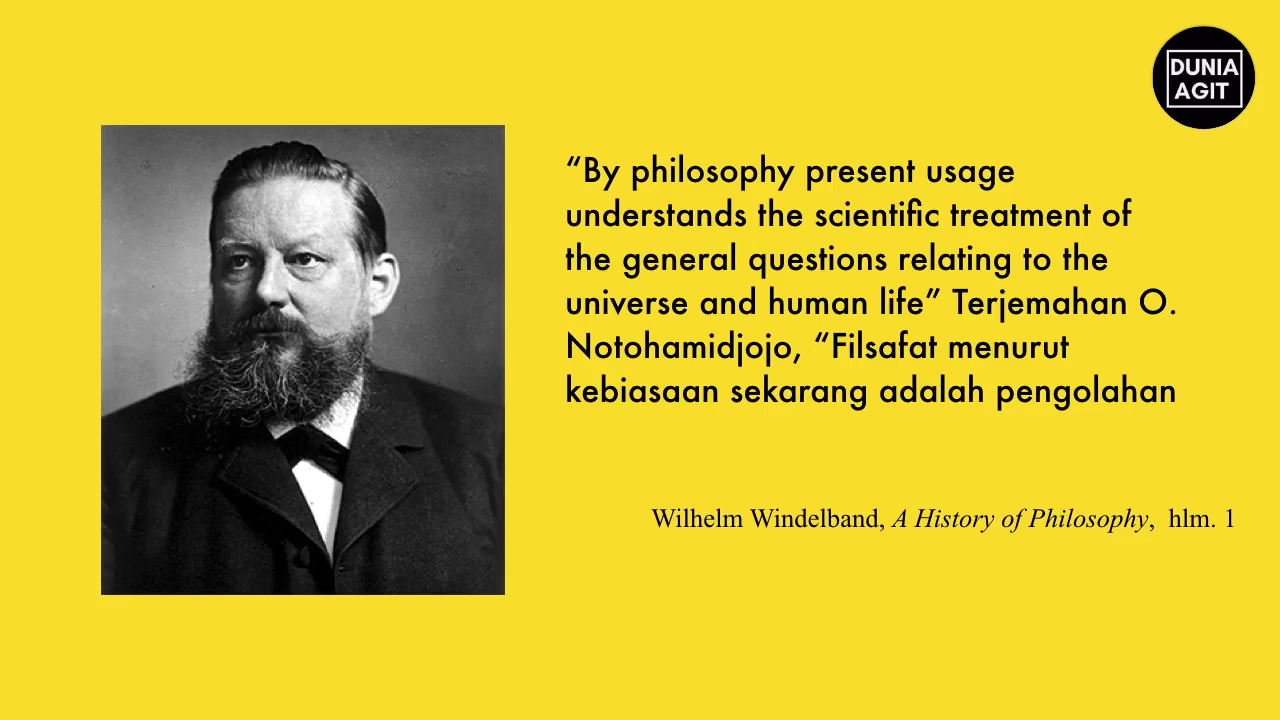 DUNIA
AGIT
“By philosophy present usage
understands the scientific treatment of
the general questions relating to the
universe and human life” Terjemahan O.
Notohamidjojo, “Filsafat menurut
kebiasaan sekarang adalah pengolahan
Wilhelm Windelband, A History of Philosophy,  hlm. 1